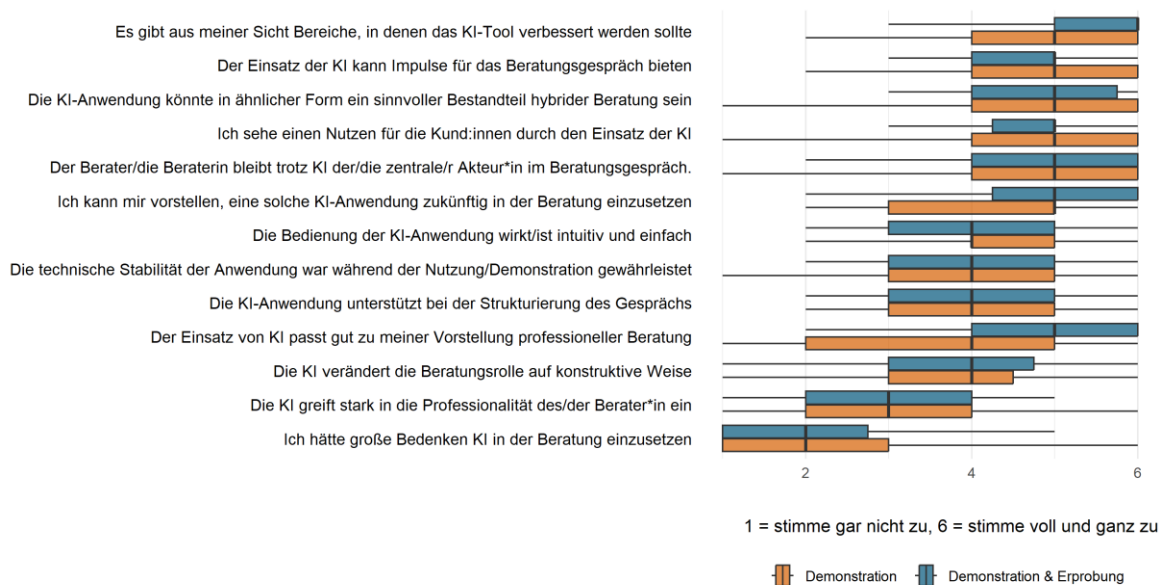 Es gibt aus meiner Sicht Bereiche, in denen das KI-Tool verbessert werden sollte
Der Einsatz der KI kann Impulse für das Beratungsgespräch bieten
Die KI-Anwendung könnte in ähnlicher Form ein sinnvoller Bestandteil hybrider Beratung sein
Ich sehe einen Nutzen für die Kund:innen durch den Einsatz der KI
Der Berater/die Beraterin bleibt trotz KI der/die zentrale/r Akteur*in im Beratungsgespräch.
Ich kann mir vorstellen, eine solche KI-Anwendung zukünftig in der Beratung einzusetzen
Die Bedienung der KI-Anwendung wirkt/ist intuitiv und einfach
Die technische Stabilität der Anwendung war während der Nutzung/Demonstration gewährleistet
Die KI-Anwendung unterstützt bei der Strukturierung des Gesprächs
Der Einsatz von KI passt gut zu meiner Vorstellung professioneller Beratung
Die KI verändert die Beratungsrolle auf konstruktive Weise
Die KI greift stark in die Professionalität des/der Berater*in ein
Ich hätte große Bedenken KI in der Beratung einzusetzen
2 4 6
1 = stimme gar nicht zu, 6 = stimme voll und ganz zu
Demonstration Demonstration & Erprobung